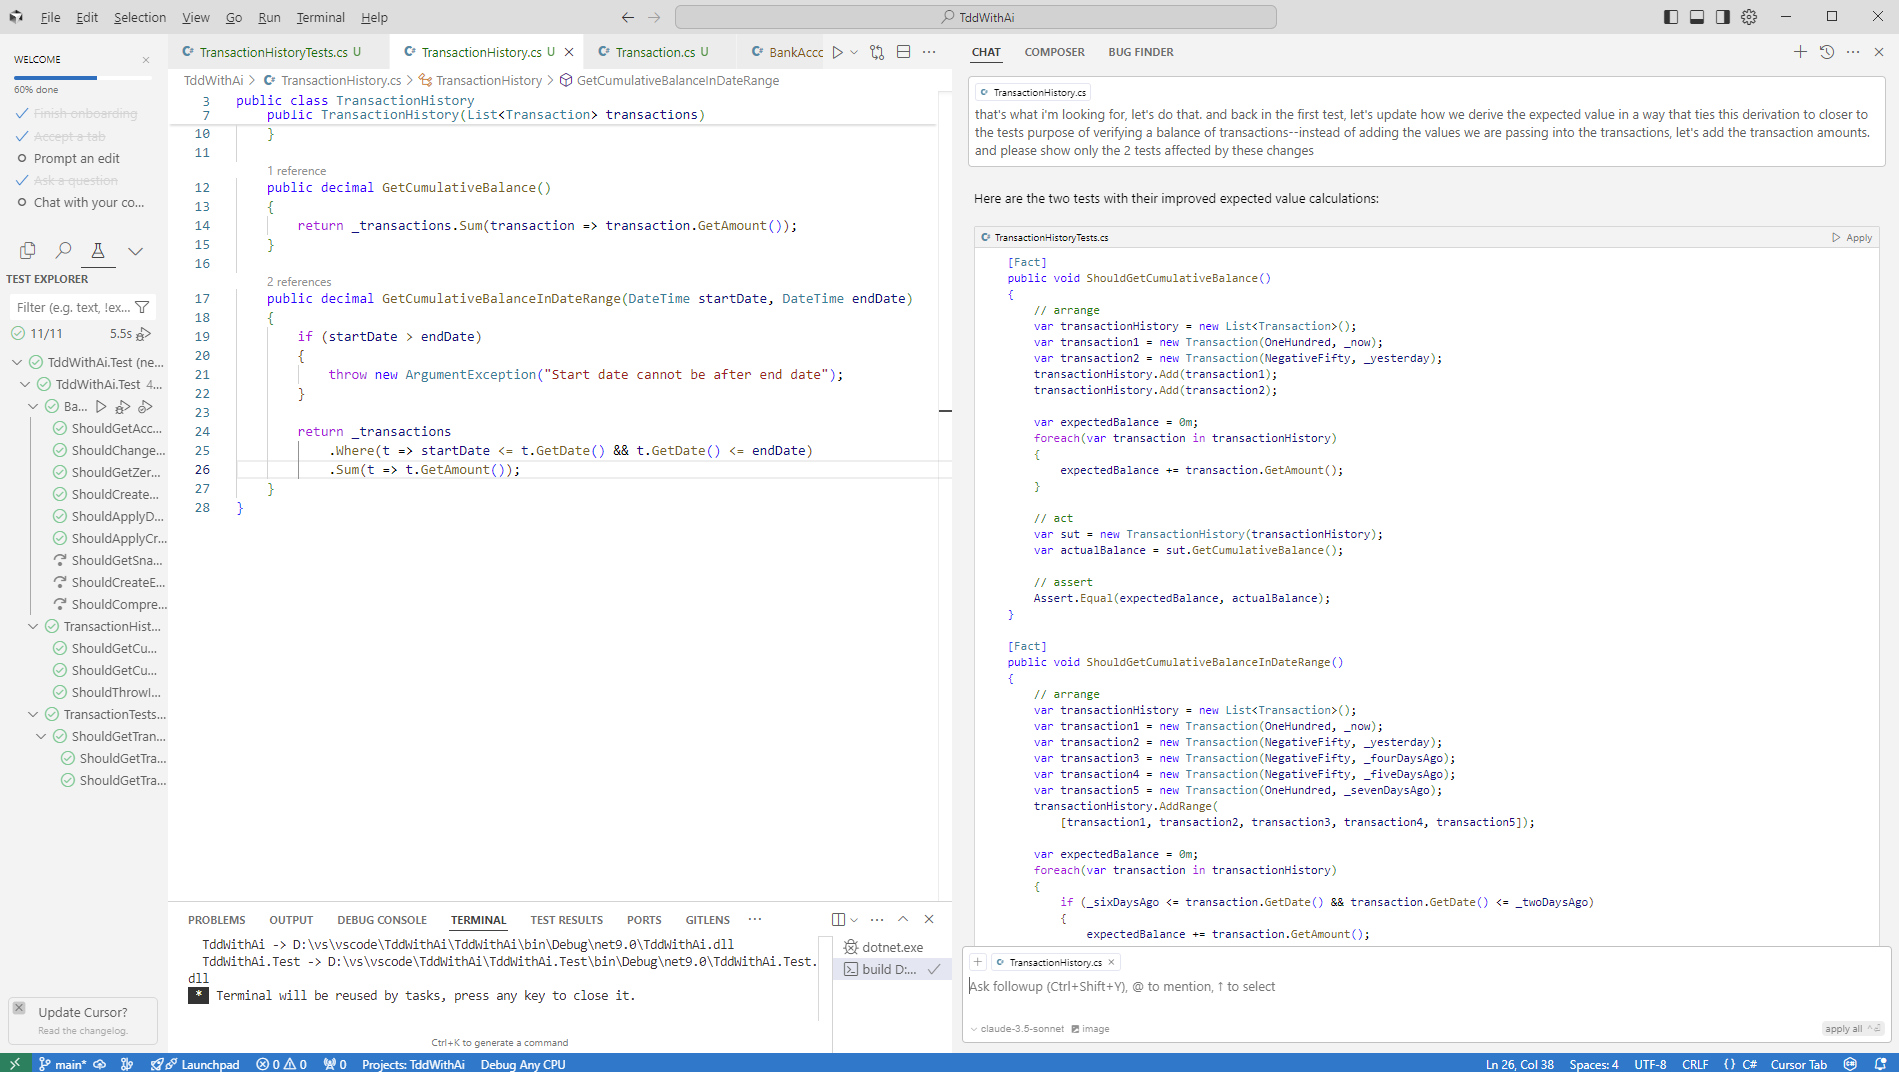 File Edit Selection View Go Run Terminal Help
TddWithAi
WELCOME
60% done
Finish onboarding
Accept a tab
Prompt an edit
Ask a question
Chat with your co...
TEST EXPLORER
Filter (e.g. text, !ex...
11/11 5.5s
TddWithAi.Test (ne...
TddWithAi.Test 4...
Ba...
ShouldGetAcc...
ShouldChange...
ShouldGetZer...
ShouldCreate...
ShouldApplyD...
ShouldApplyCr...
ShouldGetSna...
ShouldCreateE...
ShouldCompre...
TransactionHist...
ShouldGetCu...
ShouldGetCu...
ShouldThrowI...
TransactionTests...
ShouldGetTran...
ShouldGetTra...
ShouldGetTra...
Update Cursor?
Read the changelog.
TransactionHistoryTests.cs U
TransactionHistory.cs U
Transaction.cs U
BankAcco
TddWithAi > TransactionHistory.cs > TransactionHistory > GetCumulativeBalanceInDateRange
3 public class TransactionHistory
7 public TransactionHistory(List<Transaction> transactions)
10 }
11
1 reference
12 public decimal GetCumulativeBalance()
13 {
14 return _transactions.Sum(transaction => transaction.GetAmount());
15 }
16
2 references
17 public decimal GetCumulativeBalanceInDateRange(DateTime startDate, DateTime endDate)
18 {
19 if (startDate > endDate)
20 {
21 throw new ArgumentException("Start date cannot be after end date");
22 }
23
24 return _transactions
25 .Where(t => startDate <= t.GetDate() && t.GetDate() <= endDate)
26 .Sum(t => t.GetAmount());
27 }
28 }
PROBLEMS OUTPUT DEBUG CONSOLE TERMINAL TEST RESULTS PORTS GITLENS ...
TddWithAi -> D:\vs\vscode\TddWithAi\TddWithAi\bin\Debug\net9.0\TddWithAi.dll
TddWithAi.Test -> D:\vs\vscode\TddWithAi\TddWithAi.Test\bin\Debug\net9.0\TddWithAi.Test.
dll
* Terminal will be reused by tasks, press any key to close it.
Ctrl+K to generate a command
dotnet.exe
build D:...
CHAT COMPOSER BUG FINDER
TransactionHistory.cs
that's what i'm looking for, let's do that. and back in the first test, let's update how we derive the expected value in a way that ties this derivation to closer to
the tests purpose of verifying a balance of transactions--instead of adding the values we are passing into the transactions, let's add the transaction amounts.
and please show only the 2 tests affected by these changes
Here are the two tests with their improved expected value calculations:
TransactionHistoryTests.cs Apply
[Fact]
public void ShouldGetCumulativeBalance()
{
// arrange
var transactionHistory = new List<Transaction>();
var transaction1 = new Transaction(OneHundred, _now);
var transaction2 = new Transaction(NegativeFifty, _yesterday);
transactionHistory.Add(transaction1);
transactionHistory.Add(transaction2);
var expectedBalance = 0m;
foreach(var transaction in transactionHistory)
{
expectedBalance += transaction.GetAmount();
}
// act
var sut = new TransactionHistory(transactionHistory);
var actualBalance = sut.GetCumulativeBalance();
// assert
Assert.Equal(expectedBalance, actualBalance);
}
[Fact]
public void ShouldGetCumulativeBalanceInDateRange()
{
// arrange
var transactionHistory = new List<Transaction>();
var transaction1 = new Transaction(OneHundred, _now);
var transaction2 = new Transaction(NegativeFifty, _yesterday);
var transaction3 = new Transaction(NegativeFifty, _fourDaysAgo);
var transaction4 = new Transaction(NegativeFifty, _fiveDaysAgo);
var transaction5 = new Transaction(OneHundred, _sevenDaysAgo);
transactionHistory.AddRange(
[transaction1, transaction2, transaction3, transaction4, transaction5]);
var expectedBalance = 0m;
foreach(var transaction in transactionHistory)
{
if (_sixDaysAgo <= transaction.GetDate() && transaction.GetDate() <= _twoDaysAgo)
{
expectedBalance += transaction.GetAmount();
TransactionHistory.cs
Ask followup (Ctrl+Shift+Y), @ to mention, ↑ to select
claude-3.5-sonnet image
apply all
main* Launchpad 0 0 0 Projects: TddWithAi Debug Any CPU
Ln 26, Col 38 Spaces: 4 UTF-8 CRLF {} C# Cursor Tab